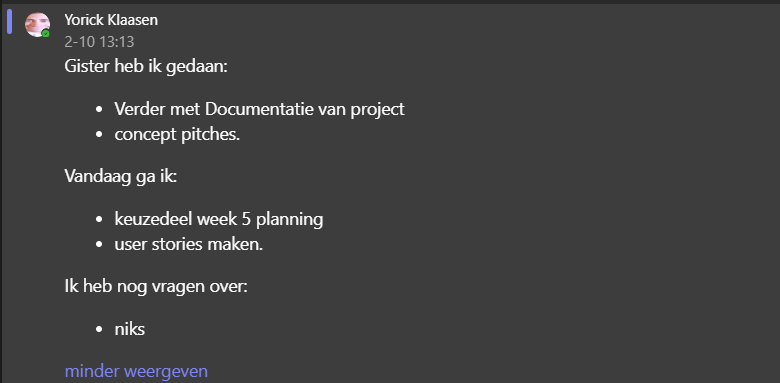 Yorick Klaasen
2-10 13:13
Gister heb ik gedaan:
• Verder met Documentatie van project
• concept pitches.
Vandaag ga ik:
• keuzedeel week 5 planning
• user stories maken.
Ik heb nog vragen over:
• niks
minder weergeven